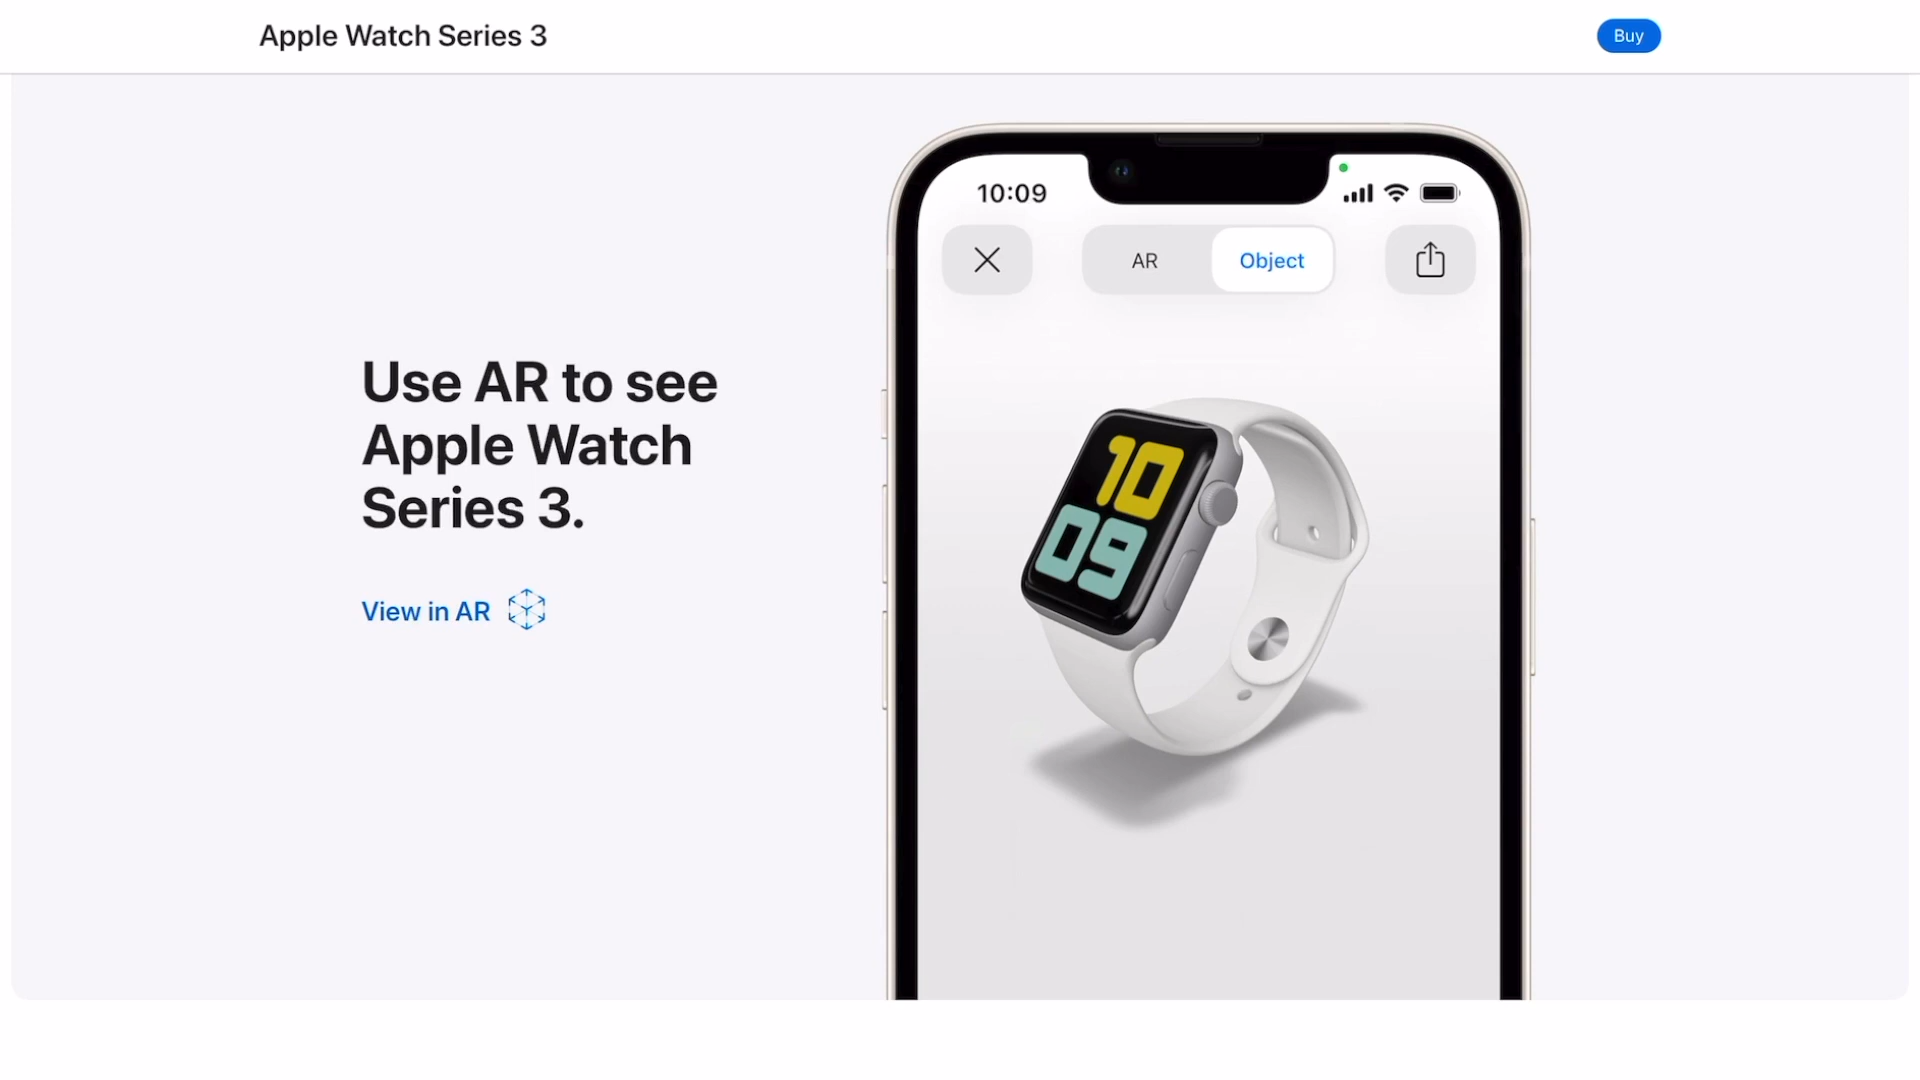 Apple Watch Series 3
Buy
10:09
AR
Object
Use AR to see
Apple Watch
Series 3.
View in AR
10
09